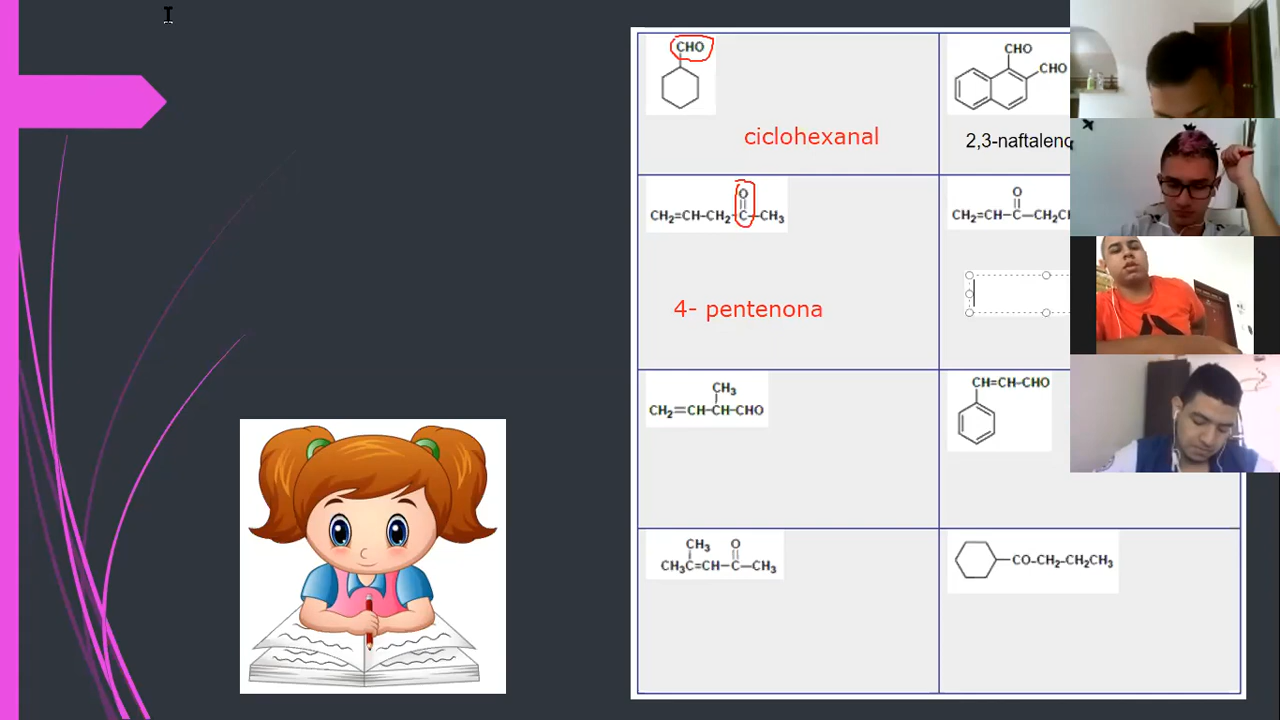 CHO
ciclohexanal
CHO
CHO
2,3-naftalenc
O
CH₂=CH-CH₂-C-CH₃
4- pentenona
O
CH₂=CH-C-CH₂C
CH₃
CH₂=CH-CH-CHO
CH=CH-CHO
CH₃ O
CH₃C=CH-C-CH₃
CO-CH₂-CH₂CH₃